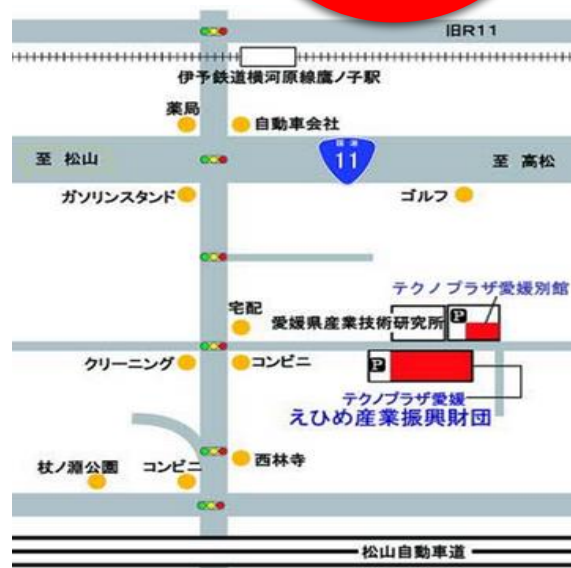 旧R11
伊予鉄道横河原線鷹ノ子駅
薬局
自動車会社
至 松山
国道
11
至 高松
ガソリンスタンド
ゴルフ
テクノプラザ愛媛別館
宅配
愛媛県産業技術研究所
P
クリーニング
コンビニ
P
テクノプラザ愛媛
えひめ産業振興財団
西林寺
杖ノ淵公園
コンビニ
松山自動車道